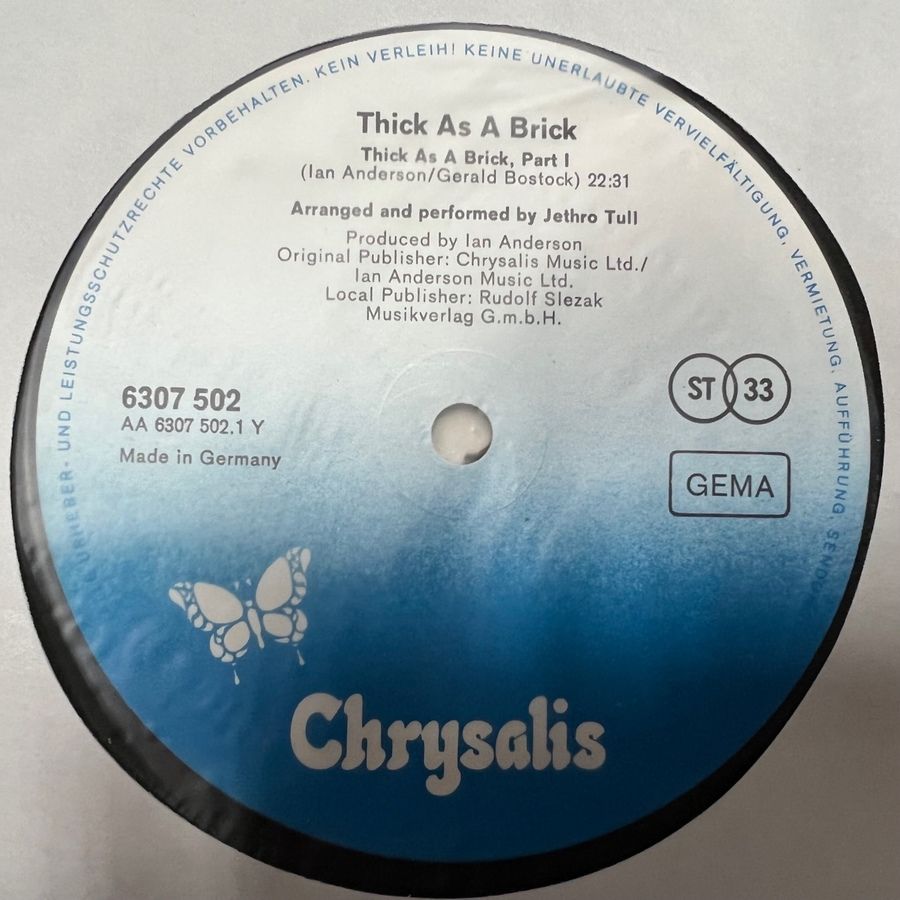 URHEBER- UND LEISTUNGSSCHUTZRECHTE VORBEHALTEN. KEIN VERLEIH! KEINE UNERLAUBTE VERVIELFÄLTIGUNG, VERMIETUNG, AUFFÜHRUNG,
Thick As A Brick
Thick As A Brick, Part I
(Ian Anderson/Gerald Bostock) 22:31
Arranged and performed by Jethro Tull
Produced by Ian Anderson
Original Publisher: Chrysalis Music Ltd./
Ian Anderson Music Ltd.
Local Publisher: Rudolf Slezak
Musikverlag G.m.b.H.
6307 502
AA 6307 502.1 Y
Made in Germany
ST 33
GEMA
Chrysalis